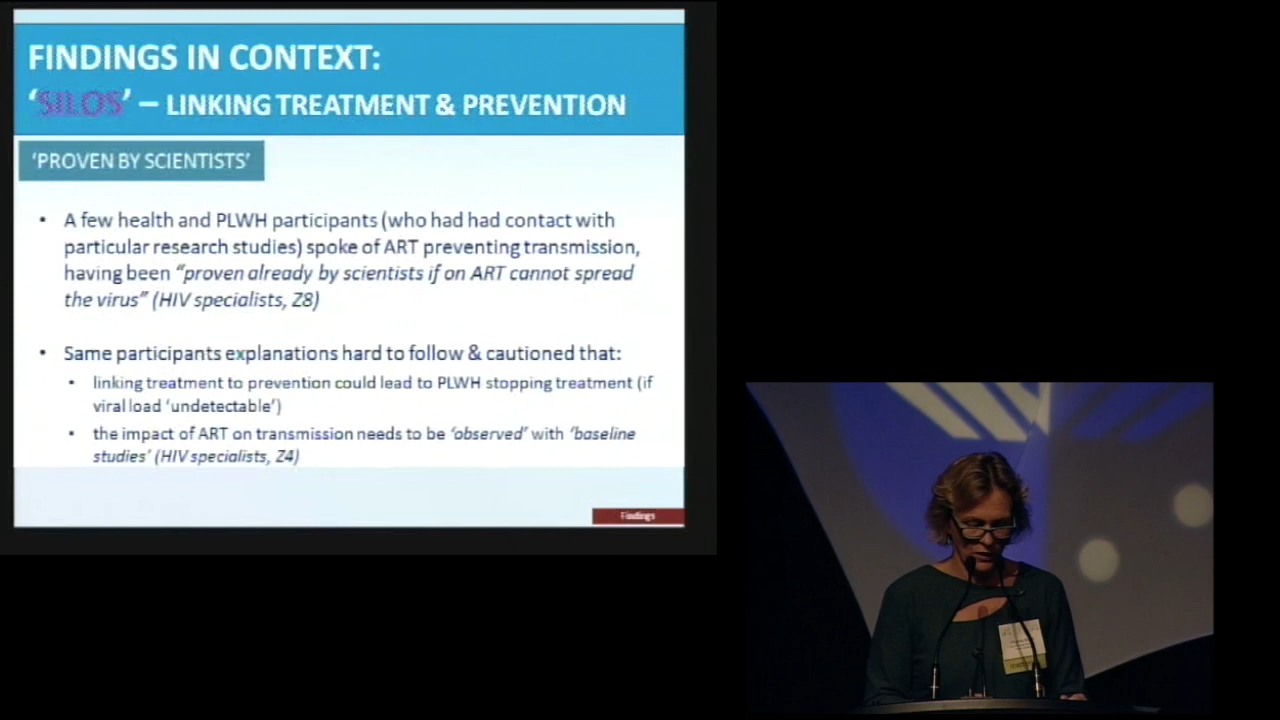 FINDINGS IN CONTEXT:
‘SILOS’ – LINKING TREATMENT & PREVENTION
‘PROVEN BY SCIENTISTS’
• A few health and PLWH participants (who had had contact with
particular research studies) spoke of ART preventing transmission,
having been “proven already by scientists if on ART cannot spread
the virus” (HIV specialists, Z8)
• Same participants explanations hard to follow & cautioned that:
• linking treatment to prevention could lead to PLWH stopping treatment (if
viral load ‘undetectable’)
• the impact of ART on transmission needs to be ‘observed’ with ‘baseline
studies’ (HIV specialists, Z4)
Findings